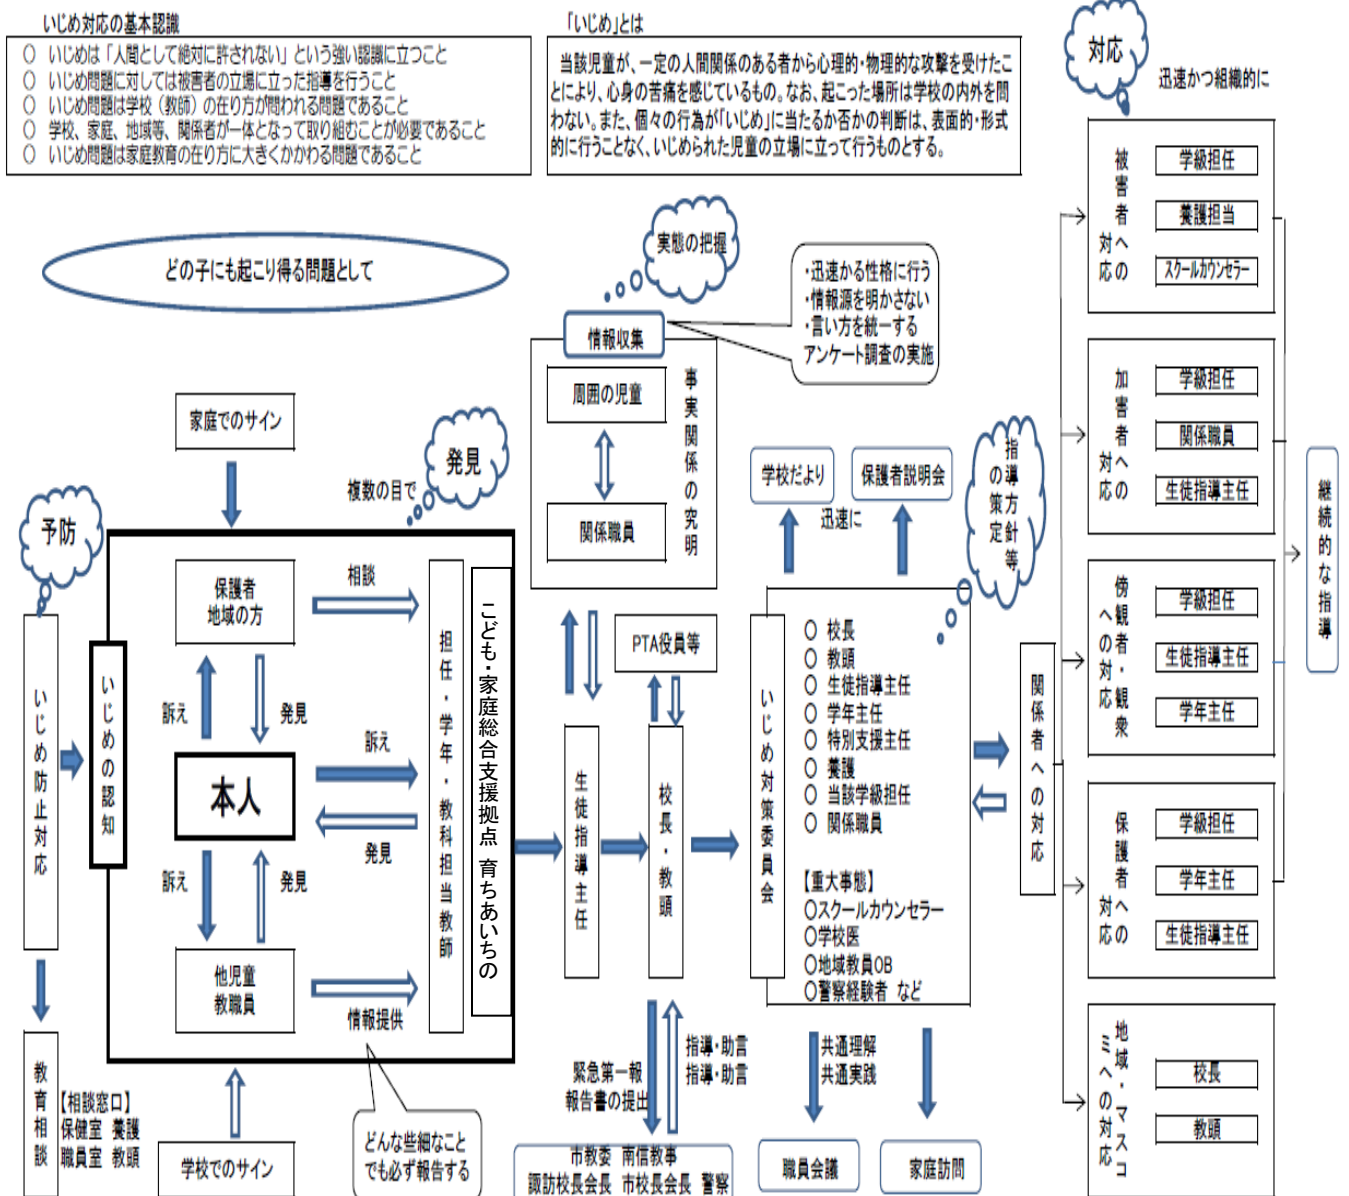 いじめ対応の基本認識
○ いじめは「人間として絶対に許されない」という強い認識に立つこと
○ いじめ問題に対しては被害者の立場に立った指導を行うこと
○ いじめ問題は学校（教師）の在り方が問われる問題であること
○ 学校、家庭、地域等、関係者が一体となって取り組むことが必要であること
○ いじめ問題は家庭教育の在り方に大きくかかわる問題であること
「いじめ」とは
当該児童が、一定の人間関係のある者から心理的・物理的な攻撃を受けたこ
とにより、心身の苦痛を感じているもの。なお、起こった場所は学校の内外を問
わない。また、個々の行為が「いじめ」に当たるか否かの判断は、表面的・形式
的に行うことなく、いじめられた児童の立場に立って行うものとする。
対応
迅速かつ組織的に
どの子にも起こり得る問題として
実態の把握
・迅速かる性格に行う
・情報源を明かさない
・言い方を統一する
アンケート調査の実施
情報収集
周囲の児童
関係職員
事実関係の究明
家庭でのサイン
発見
複数の目で
予防
いじめ防止対応
いじめの認知
保護者
地域の方
相談
訴え
発見
本人
訴え
発見
訴え
発見
他児童
教職員
情報提供
担任・学年・教科担当教師
こども・家庭総合支援拠点 育ちあいちの
教育相談
【相談窓口】
保健室 養護
職員室 教頭
学校でのサイン
どんな些細なこと
でも必ず報告する
生徒指導主任
PTA役員等
校長・教頭
緊急第一報
報告書の提出
指導・助言
指導・助言
市教委 南信教事
諏訪校長会長 市校長会長 警察
学校だより
保護者説明会
迅速に
指導方針等
の策定
いじめ対策委員会
○ 校長
○ 教頭
○ 生徒指導主任
○ 学年主任
○ 特別支援主任
○ 養護
○ 当該学級担任
○ 関係職員
【重大事態】
○スクールカウンセラー
○学校医
○地域教員OB
○警察経験者 など
共通理解
共通実践
職員会議
家庭訪問
関係者への対応
被害者への
対応
学級担任
養護担当
スクールカウンセラー
加害者への
対応
学級担任
関係職員
生徒指導主任
傍観者・観衆
への対応
学級担任
生徒指導主任
学年主任
保護者への
対応
学級担任
学年主任
生徒指導主任
地域・マスコ
ミへの対応
校長
教頭
継続的な指導